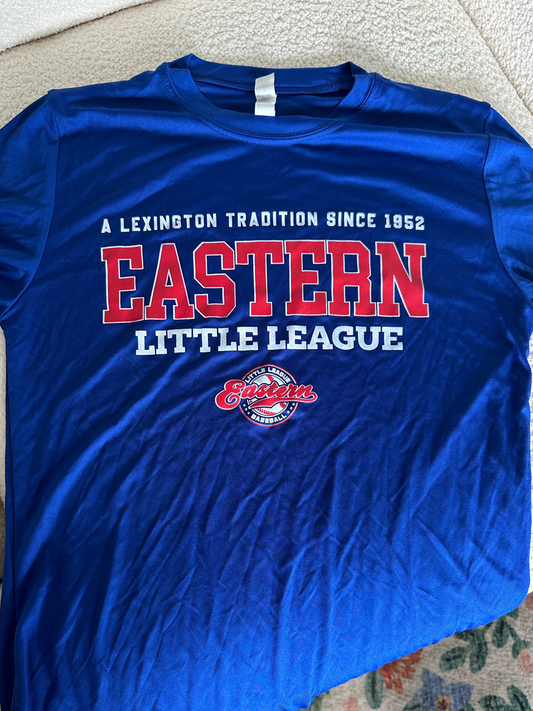 A LEXINGTON TRADITION SINCE 1952
EASTERN
LITTLE LEAGUE
LITTLE LEAGUE
Eastern
BASEBALL